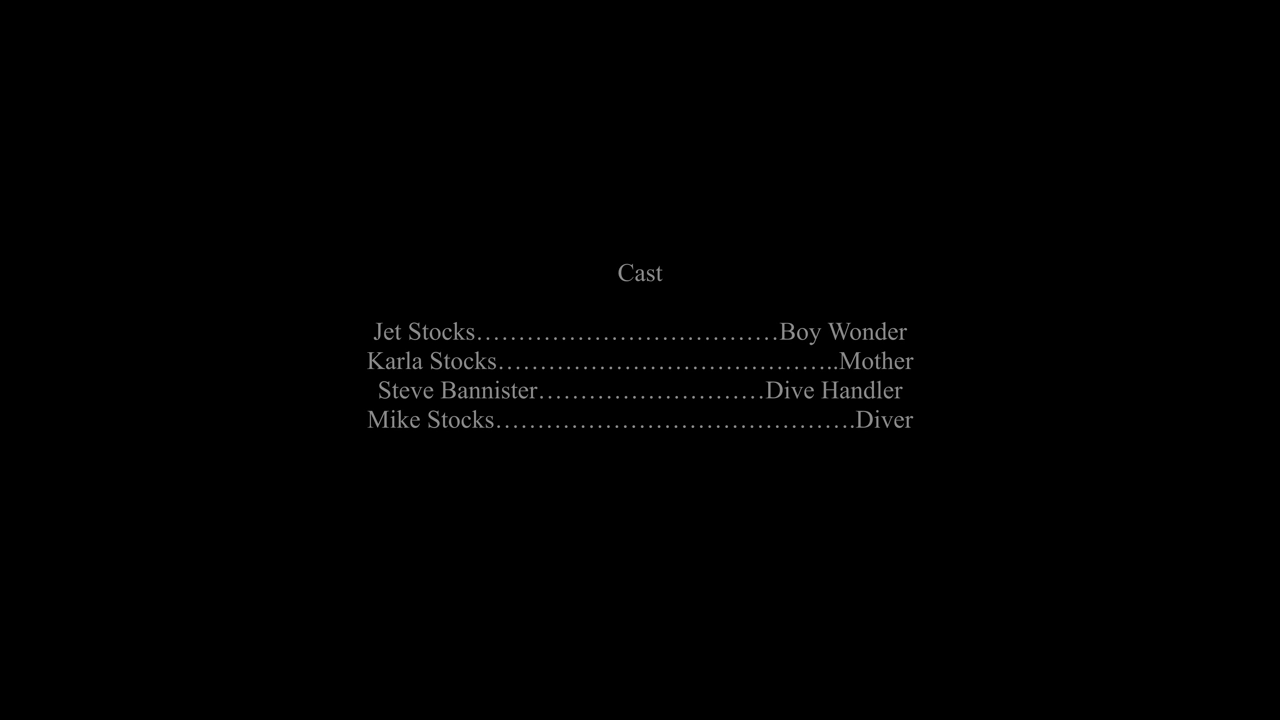 Cast
Jet Stocks……………………………….Boy Wonder
Karla Stocks…………………………………..Mother
Steve Bannister………………………Dive Handler
Mike Stocks…………………………………….Diver